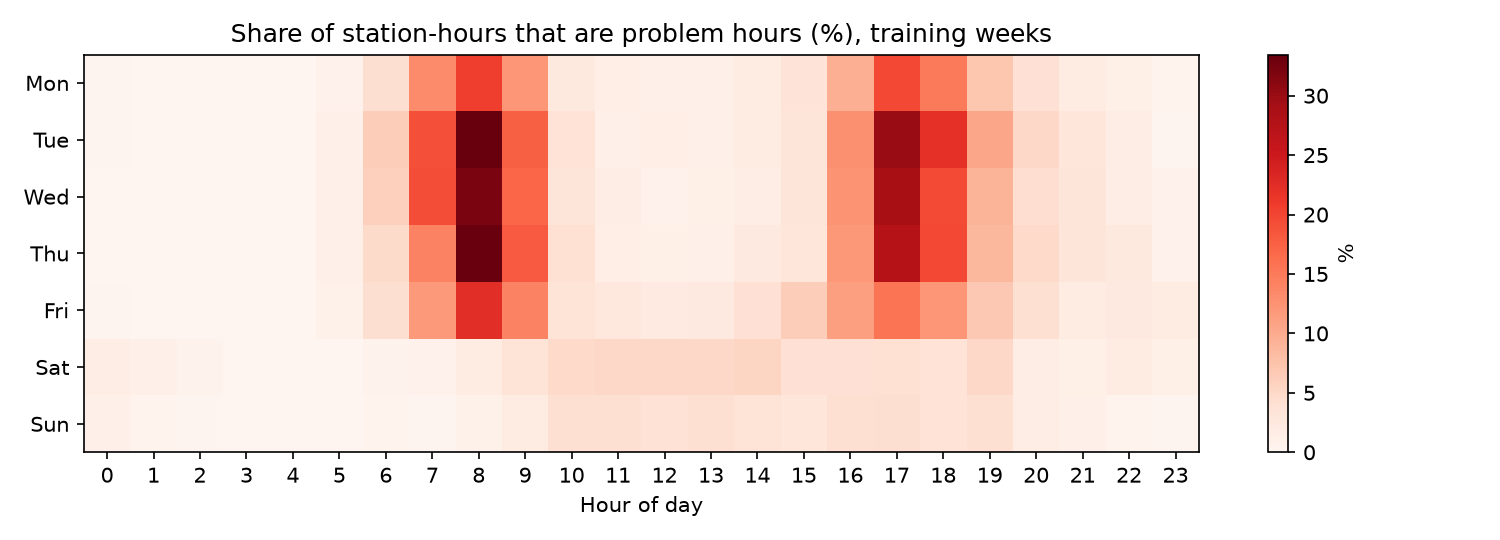 Share of station-hours that are problem hours (%), training weeks
Mon
Tue
Wed
Thu
Fri
Sat
Sun
0 1 2 3 4 5 6 7 8 9 10 11 12 13 14 15 16 17 18 19 20 21 22 23
Hour of day
30
25
20
15
10
5
0
%